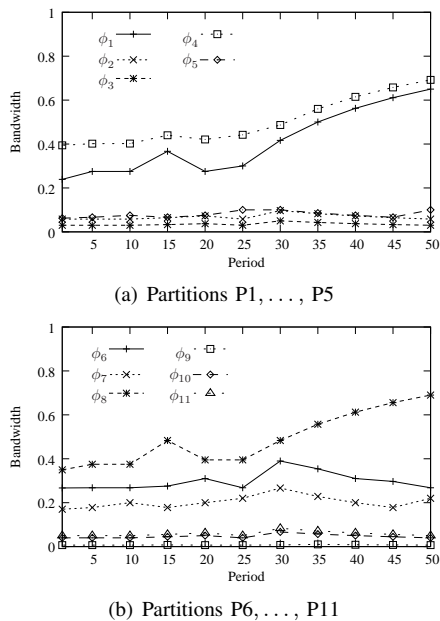 1
0.8
0.6
0.4
0.2
0
Bandwidth
ϕ1
ϕ2
ϕ3
ϕ4
ϕ5
5 10 15 20 25 30 35 40 45 50
Period
(a) Partitions P1, . . . , P5
1
0.8
0.6
0.4
0.2
0
Bandwidth
ϕ6
ϕ7
ϕ8
ϕ9
ϕ10
ϕ11
5 10 15 20 25 30 35 40 45 50
Period
(b) Partitions P6, . . . , P11